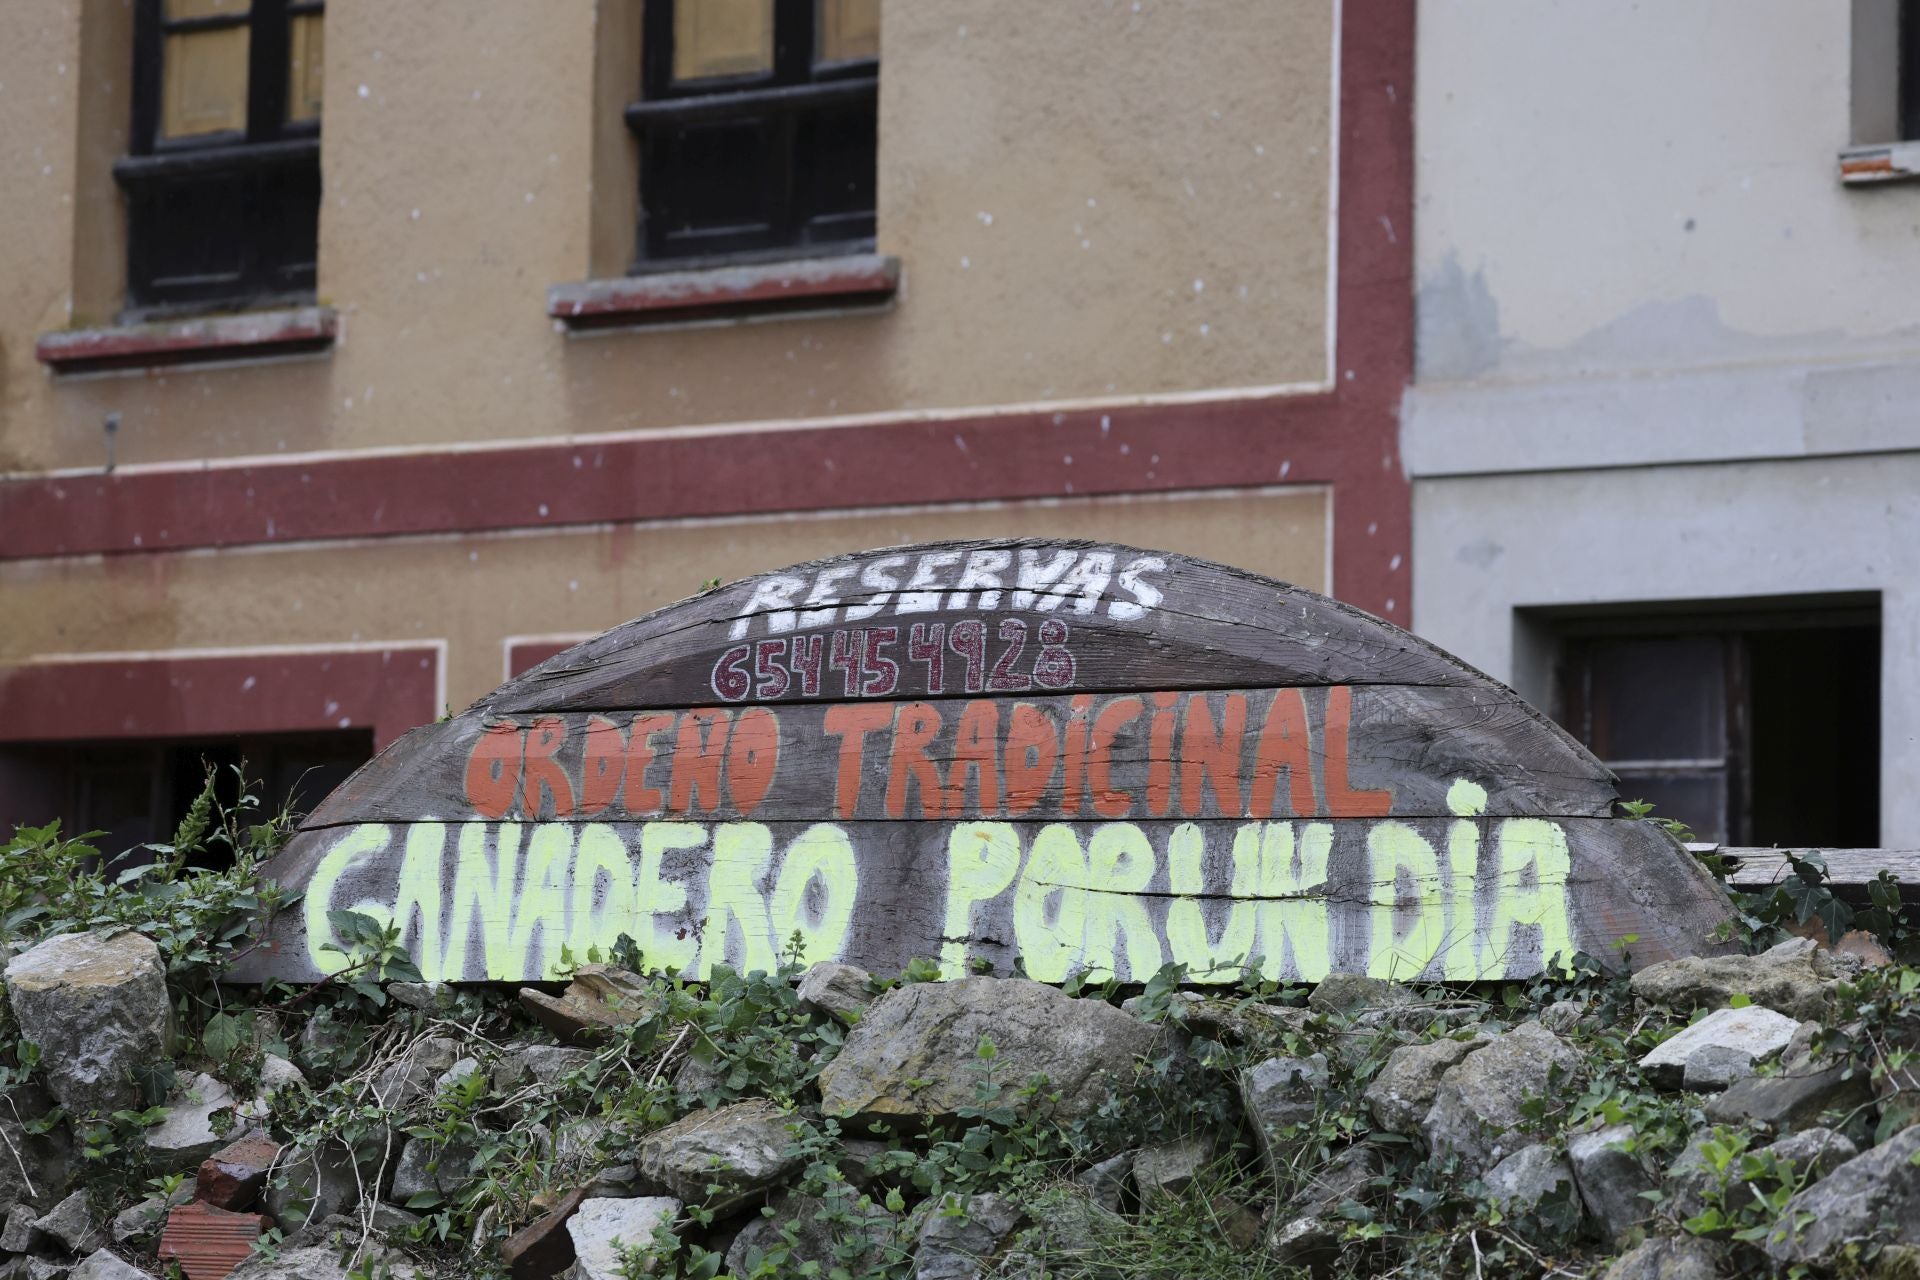 RESERVAS
654454928
ORDEÑO TRADICINAL
GANADERO POR UN DÍA